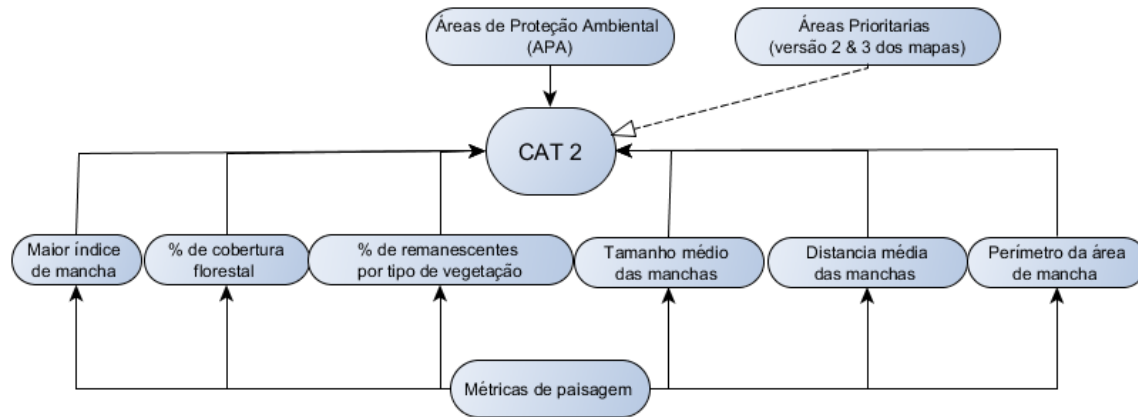 Áreas de Proteção Ambiental
(APA)
Áreas Prioritarias
(versão 2 & 3 dos mapas)
CAT 2
Maior índice
de mancha
% de cobertura
florestal
% de remanescentes
por tipo de vegetação
Tamanho médio
das manchas
Distancia média
das manchas
Perímetro da área
de mancha
Métricas de paisagem